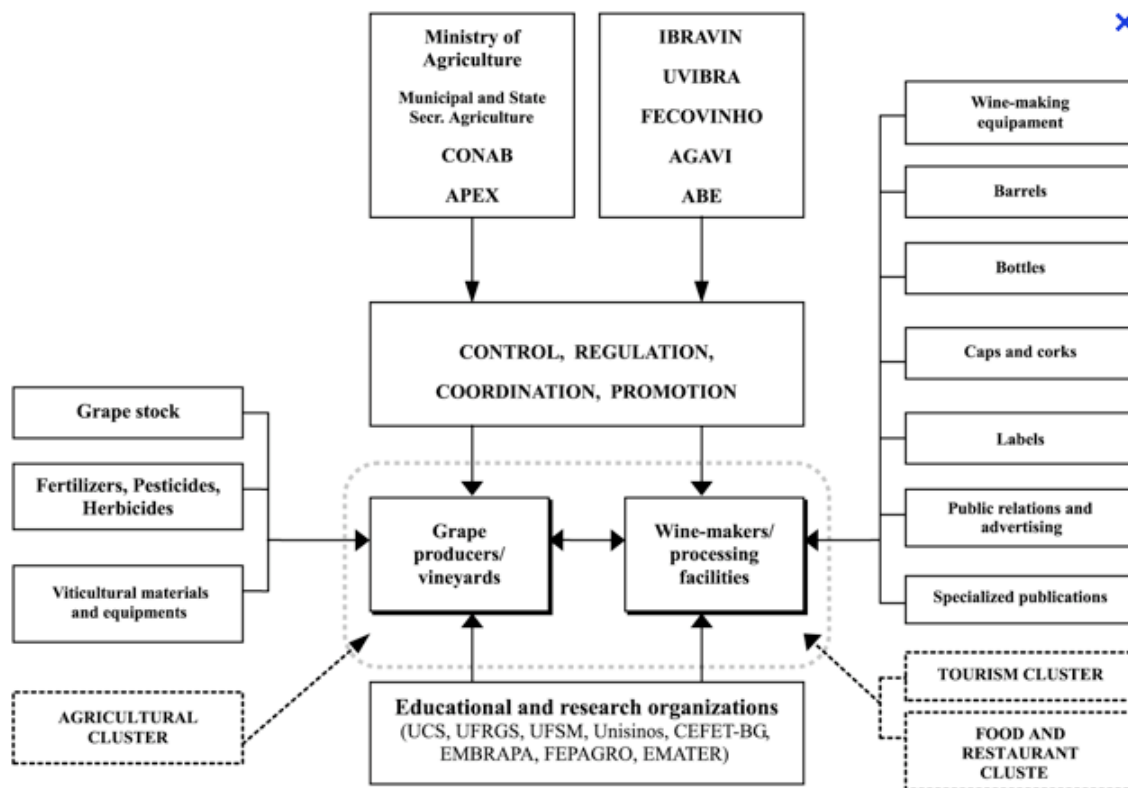 Ministry of
Agriculture
Municipal and State
Secr. Agriculture
CONAB
APEX
IBRAVIN
UVIBRA
FECOVINHO
AGAVI
ABE
Wine-making
equipament
Barrels
Bottles
Caps and corks
Labels
Public relations and
advertising
Specialized publications
CONTROL, REGULATION,
COORDINATION, PROMOTION
Grape stock
Fertilizers, Pesticides,
Herbicides
Viticultural materials
and equipments
Grape
producers/
vineyards
Wine-makers/
processing
facilities
AGRICULTURAL
CLUSTER
Educational and research organizations
(UCS, UFRGS, UFSM, Unisinos, CEFET-BG,
EMBRAPA, FEPAGRO, EMATER)
TOURISM CLUSTER
FOOD AND
RESTAURANT
CLUSTE